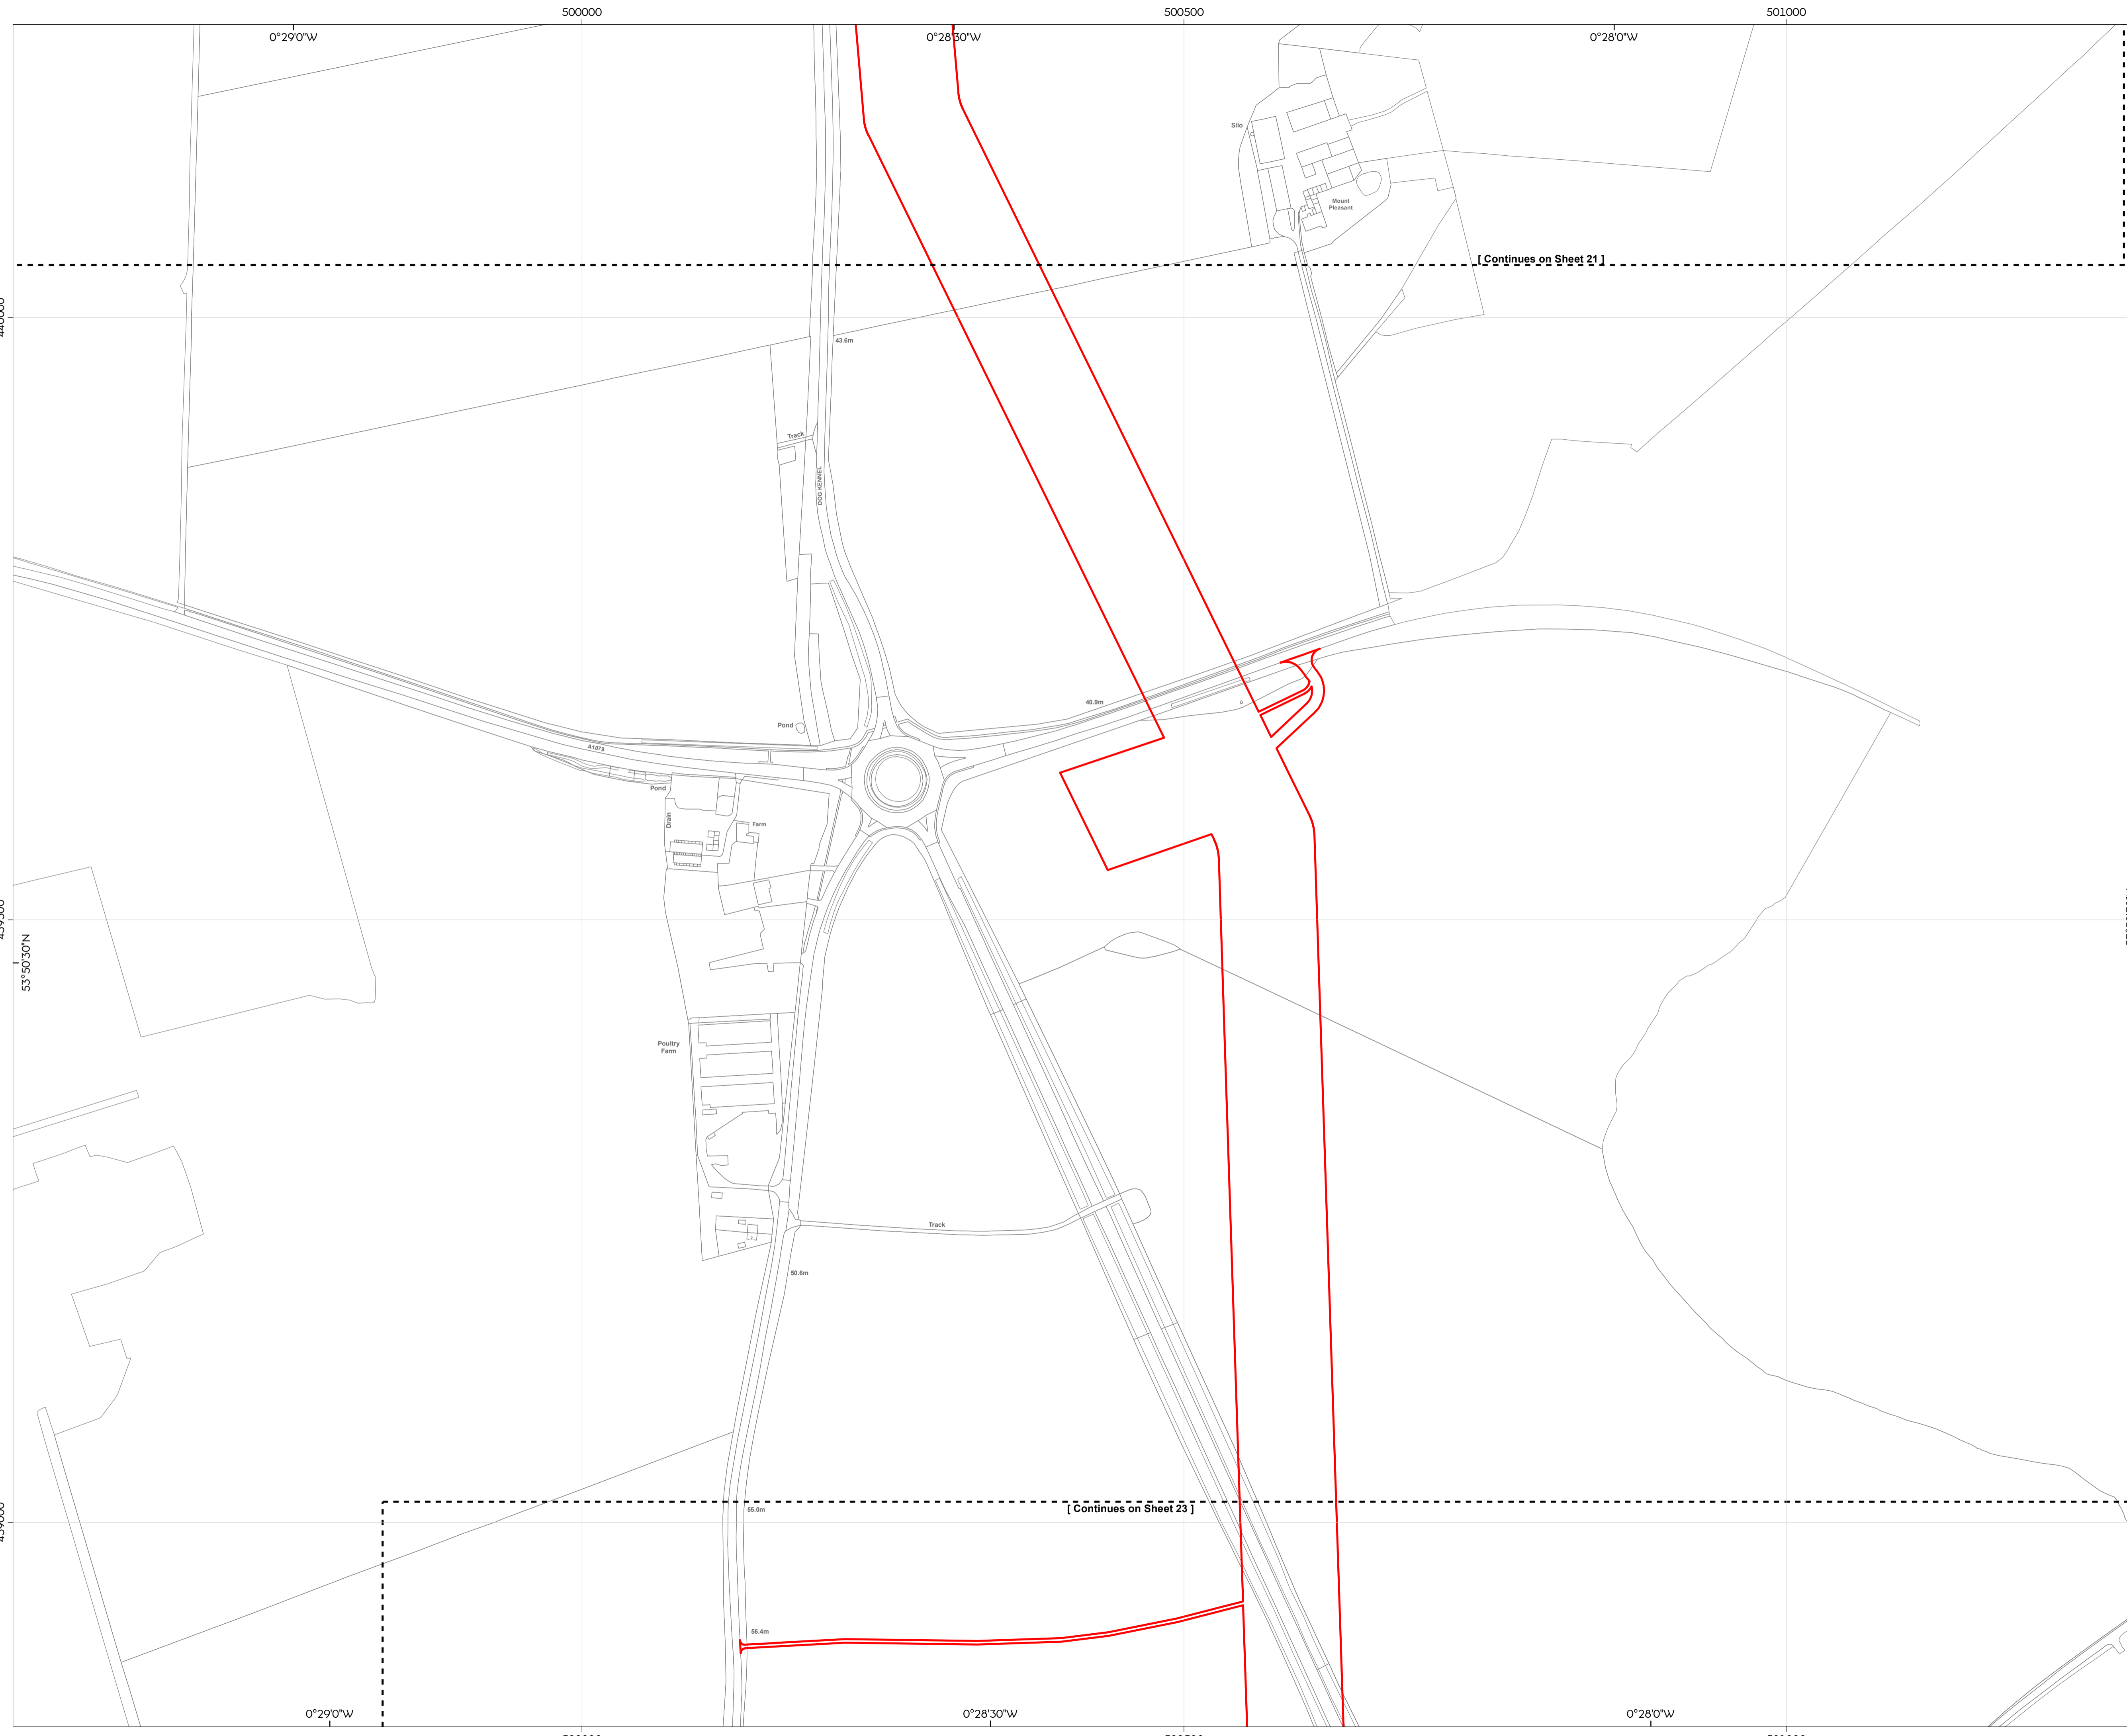 500000
500500
501000
0°29'0"W
0°28'30"W
0°28'0"W
Silo
Mount
Pleasant
[ Continues on Sheet 21 ]
440000
43.6m
Track
DOG KENNEL
40.9m
Pond
A1079
Pond
Drain
Farm
53°50'30"N
Poultry
Farm
Track
50.6m
55.0m
[ Continues on Sheet 23 ]
56.4m
0°29'0"W
0°28'30"W
0°28'0"W